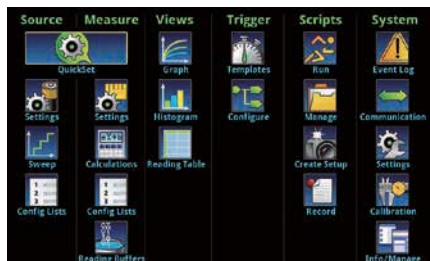 Source Measure Views Trigger Scripts System
QuickSet Graph Templates Run Event Log
Settings Settings Histogram Configure Manage Communication
Sweep Calculations Reading Table Create Setup Settings
Config Lists Config Lists Record Calibration
Reading Buffers Info/Manage